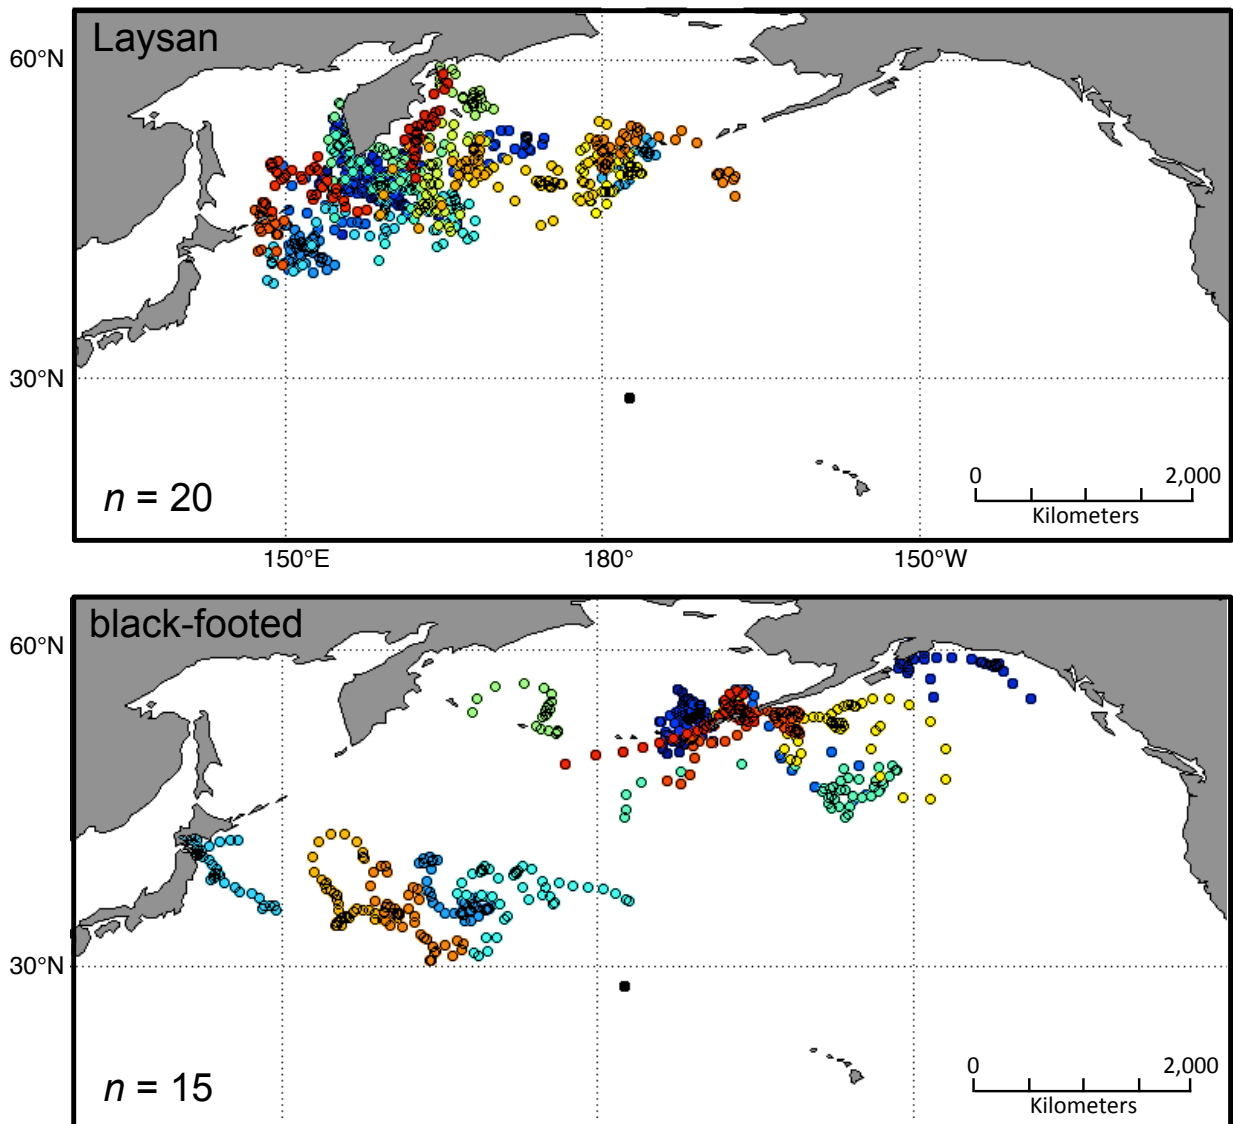 Laysan
60°N
30°N
n = 20
0 2,000
Kilometers
150°E 180° 150°W
black-footed
60°N
30°N
n = 15
0 2,000
Kilometers